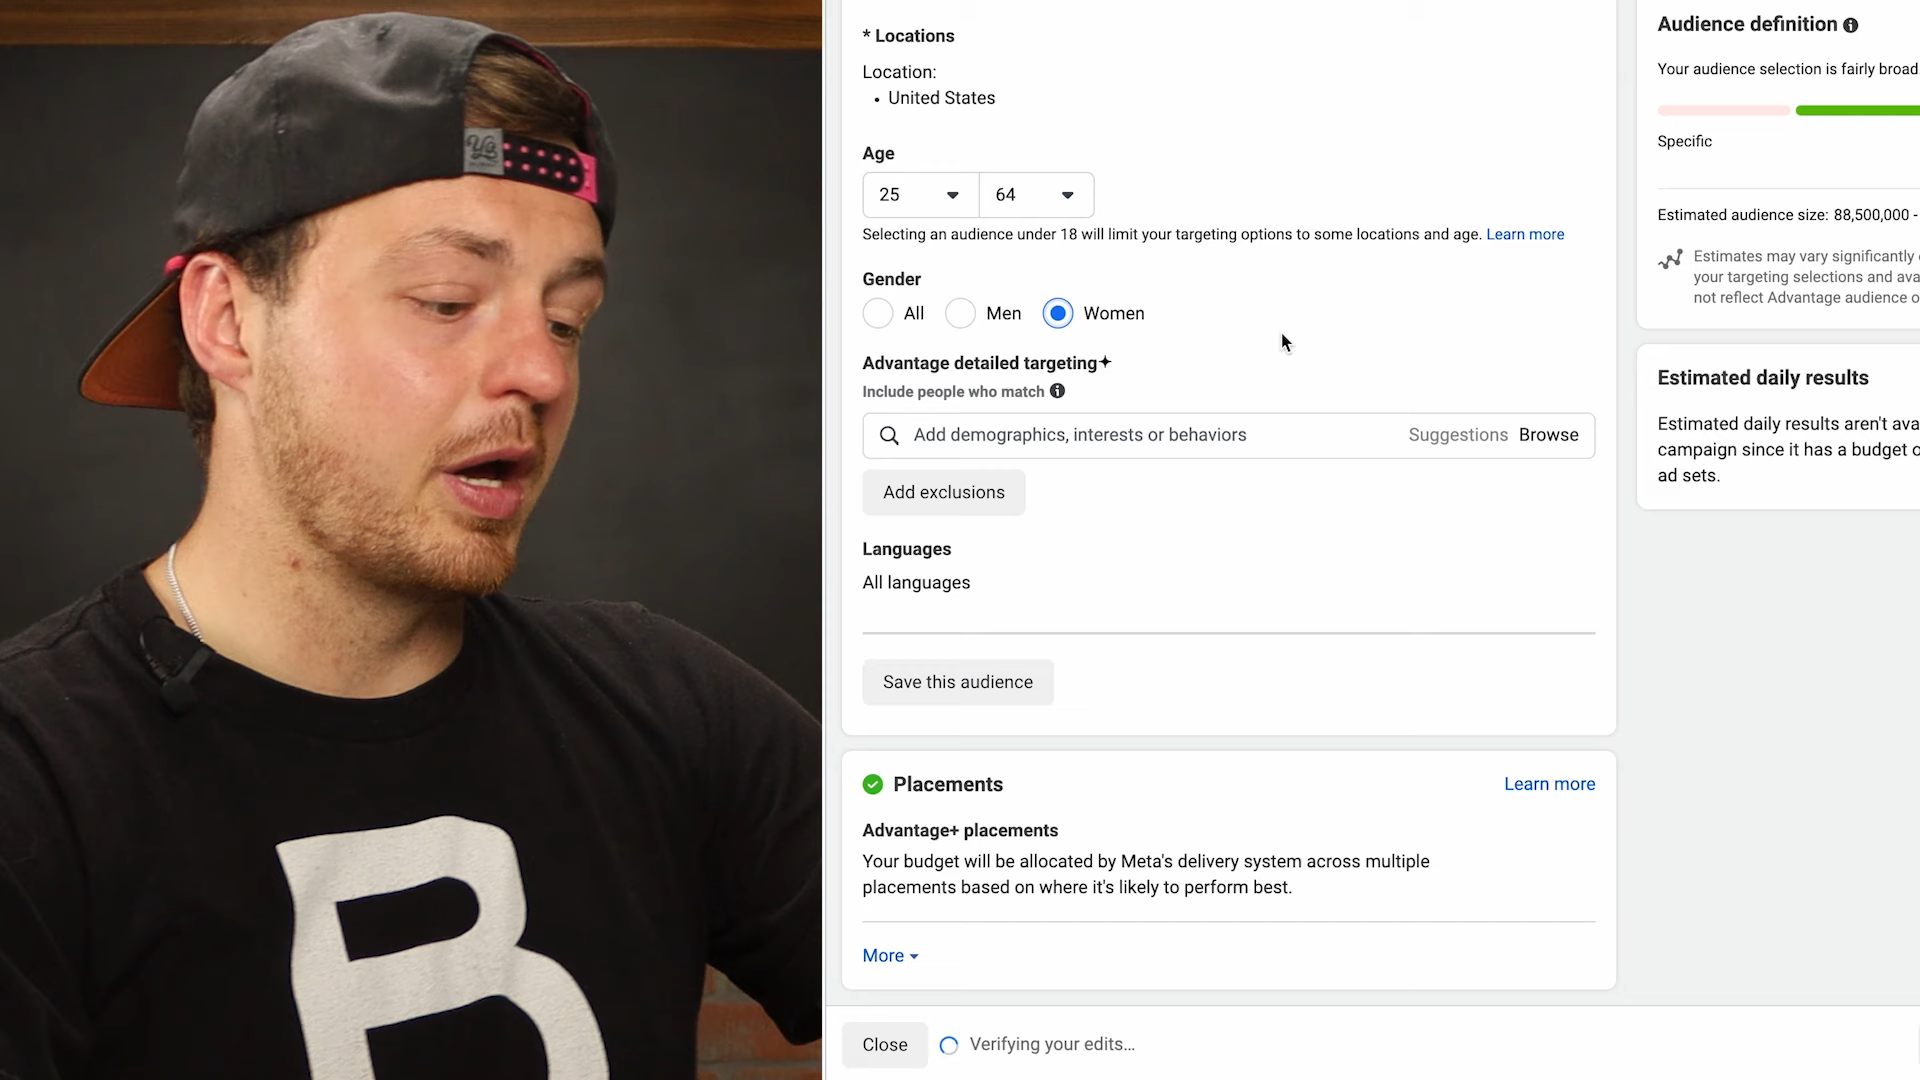 B
* Locations
Location:
• United States
Age
25
64
Selecting an audience under 18 will limit your targeting options to some locations and age. Learn more
Gender
All
Men
Women
Advantage detailed targeting+
Include people who match
Add demographics, interests or behaviors
Suggestions
Browse
Add exclusions
Languages
All languages
Save this audience
Placements
Learn more
Advantage+ placements
Your budget will be allocated by Meta's delivery system across multiple
placements based on where it's likely to perform best.
More
Close
Verifying your edits...
Audience definition
Your audience selection is fairly broad.
Specific
Estimated audience size: 88,500,000 -
Estimates may vary significantly
your targeting selections and ava
not reflect Advantage audience o
Estimated daily results
Estimated daily results aren't ava
campaign since it has a budget o
ad sets.